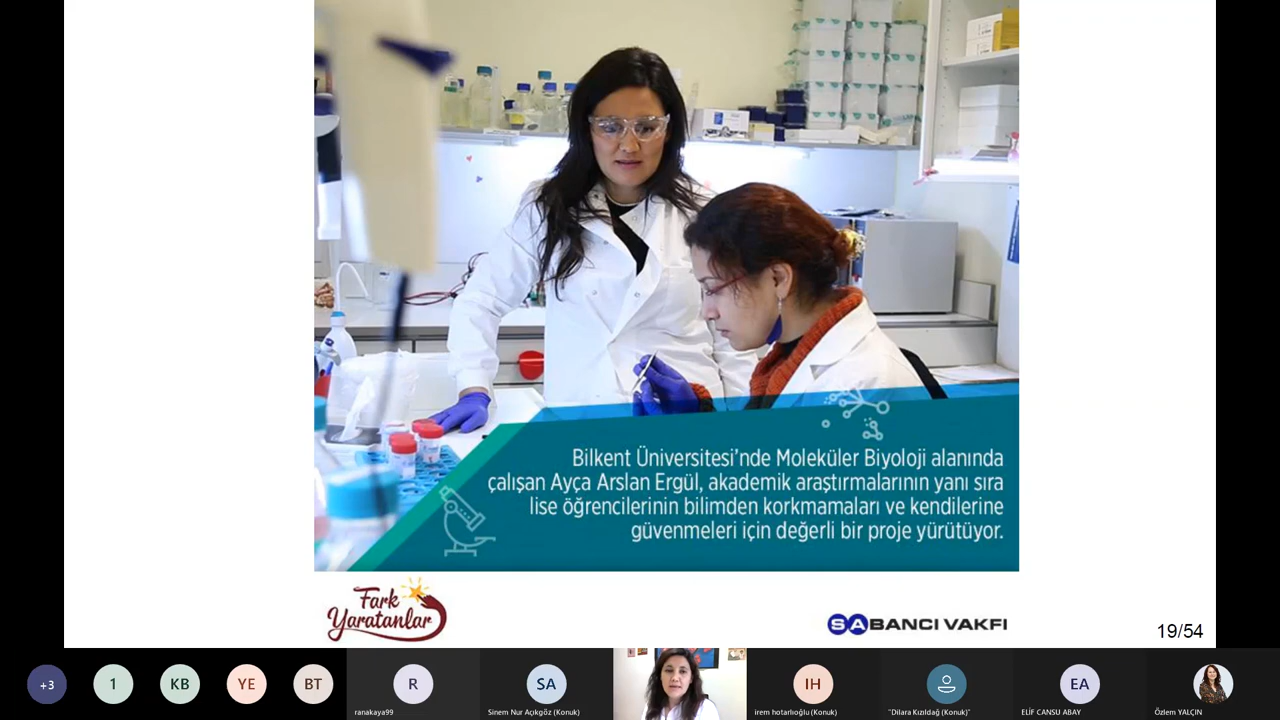 Bilkent Üniversitesi'nde Moleküler Biyoloji alanında
çalışan Ayça Arslan Ergül, akademik araştırmalarının yanı sıra
lise öğrencilerinin bilimden korkmamaları ve kendilerine
güvenmeleri için değerli bir proje yürütüyor.
Fark
Yaratanlar
SABANCI VAKFI
19/54
+3
1
KB
YE
BT
R
SA
IH
EA
ranakaya99
Sinem Nur Açıkgöz (Konuk)
irem hotarlıoğlu (Konuk)
"Dilara Kızıldağ (Konuk)"
ELİF CANSU ABAY
Özlem YALÇIN